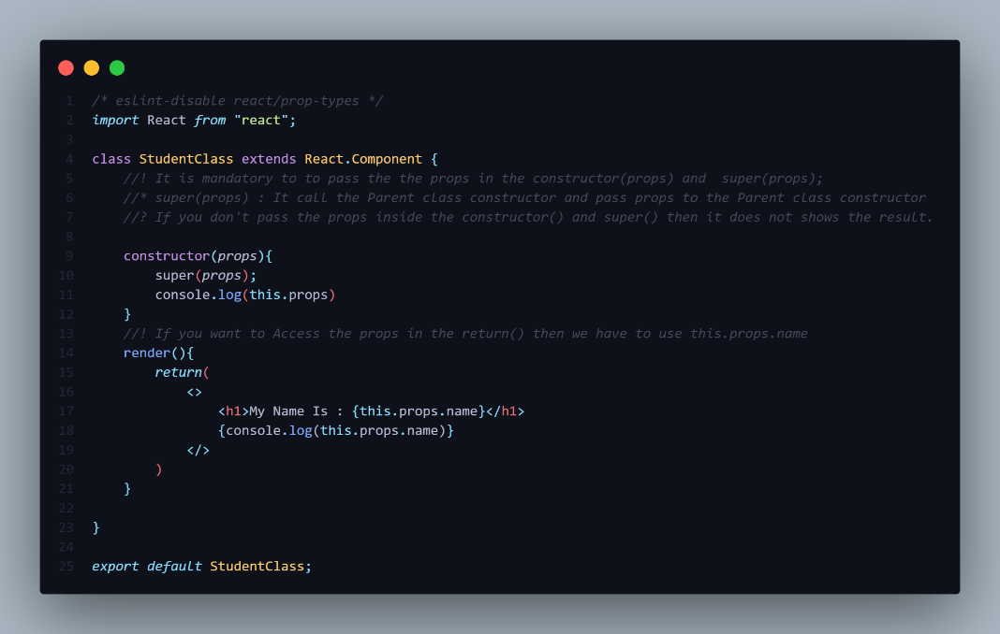 1 /* eslint-disable react/prop-types */
2 import React from "react";
3
4 class StudentClass extends React.Component {
5     //! It is mandatory to to pass the the props in the constructor(props) and  super(props);
6     //* super(props) : It call the Parent class constructor and pass props to the Parent class constructor
7     //? If you don't pass the props inside the constructor() and super() then it does not shows the result.
8
9     constructor(props){
10         super(props);
11         console.log(this.props)
12     }
13     //! If you want to Access the props in the return() then we have to use this.props.name
14     render(){
15         return(
16             <>
17                 <h1>My Name Is : {this.props.name}</h1>
18                 {console.log(this.props.name)}
19             </>
20         )
21     }
22
23 }
24
25 export default StudentClass;